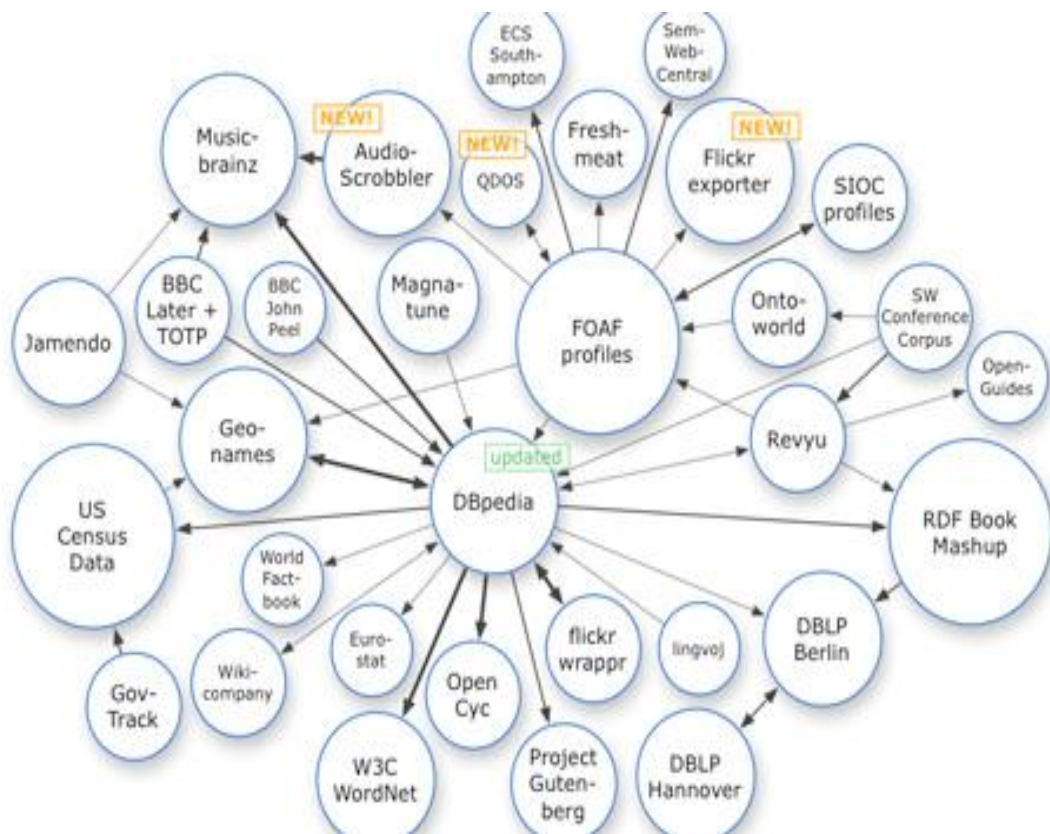 ECS
South-
ampton
Sem-
Web-
Central
NEW!
Music-
brainz
Audio-
Scrobbler
NEW!
QDOS
Fresh-
meat
NEW!
Flickr
exporter
SIOC
profiles
BBC
Later +
TOTP
BBC
John
Peel
Magna-
tune
FOAF
profiles
Onto-
world
SW
Conference
Corpus
Jamendo
Open-
Guides
Geo-
names
Revyu
updated
DBpedia
US
Census
Data
RDF Book
Mashup
World
Fact-
book
Euro-
stat
flickr
wrappr
lingvoj
DBLP
Berlin
Wiki-
company
Gov-
Track
Open
Cyc
W3C
WordNet
Project
Guten-
berg
DBLP
Hannover